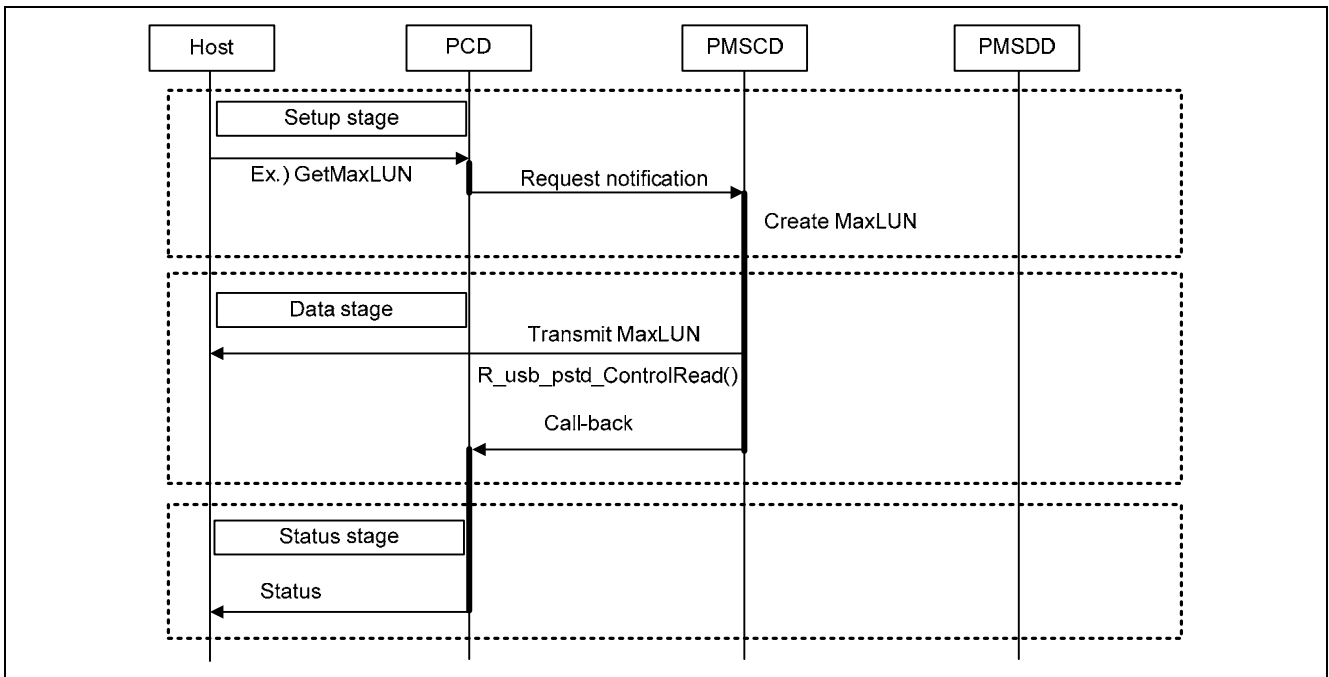 Host
PCD
PMSCD
PMSDD
Setup stage
Ex.) GetMaxLUN
Request notification
Create MaxLUN
Data stage
Transmit MaxLUN
R_usb_pstd_ControlRead()
Call-back
Status stage
Status